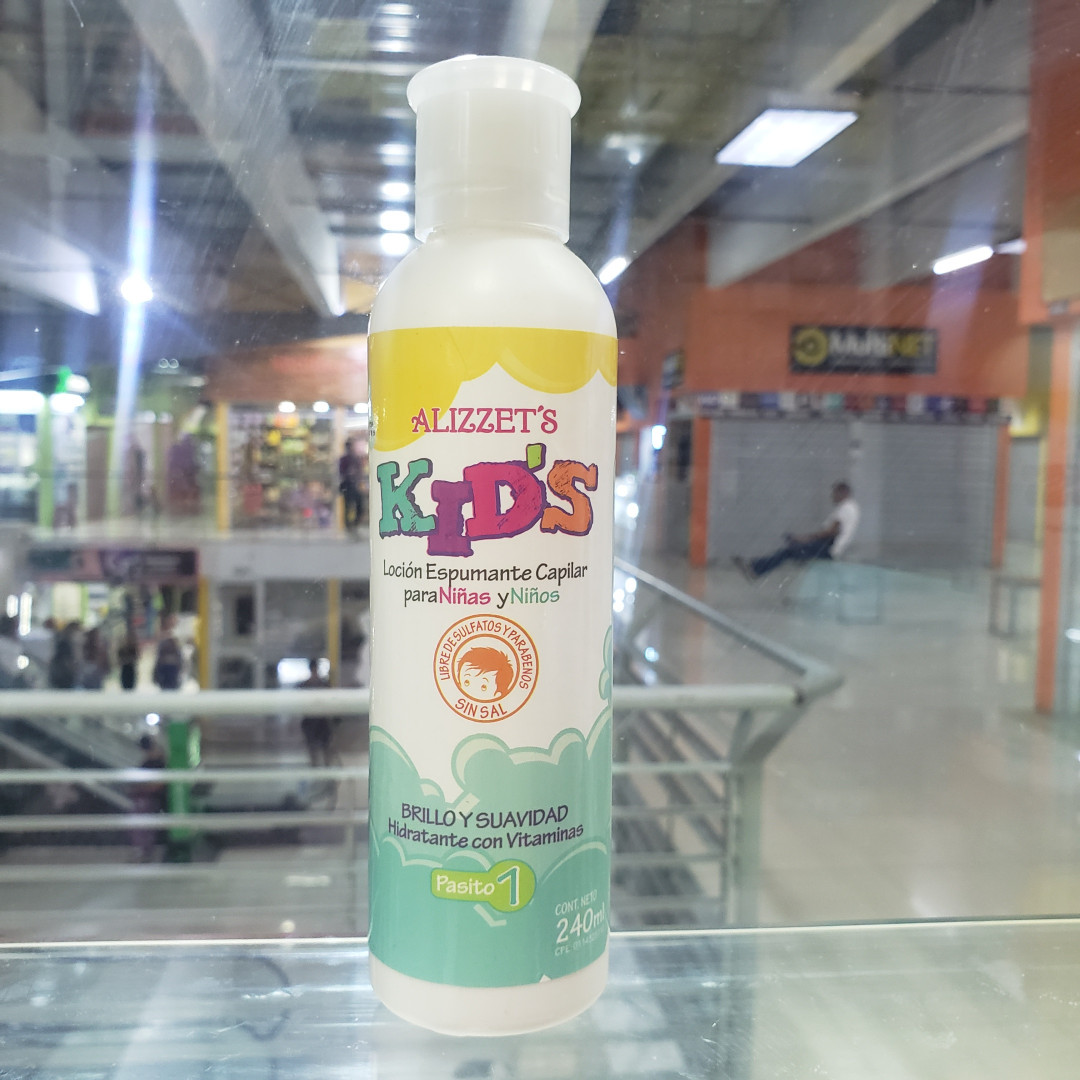 ALIZZET'S
KID'S
Loción Espumante Capilar
para Niñas y Niños
LIBRE DE SULFATOS Y PARABENOS
SIN SAL
BRILLO Y SUAVIDAD
Hidratante con Vitaminas
Pasito 1
CONT. NETO
240ml